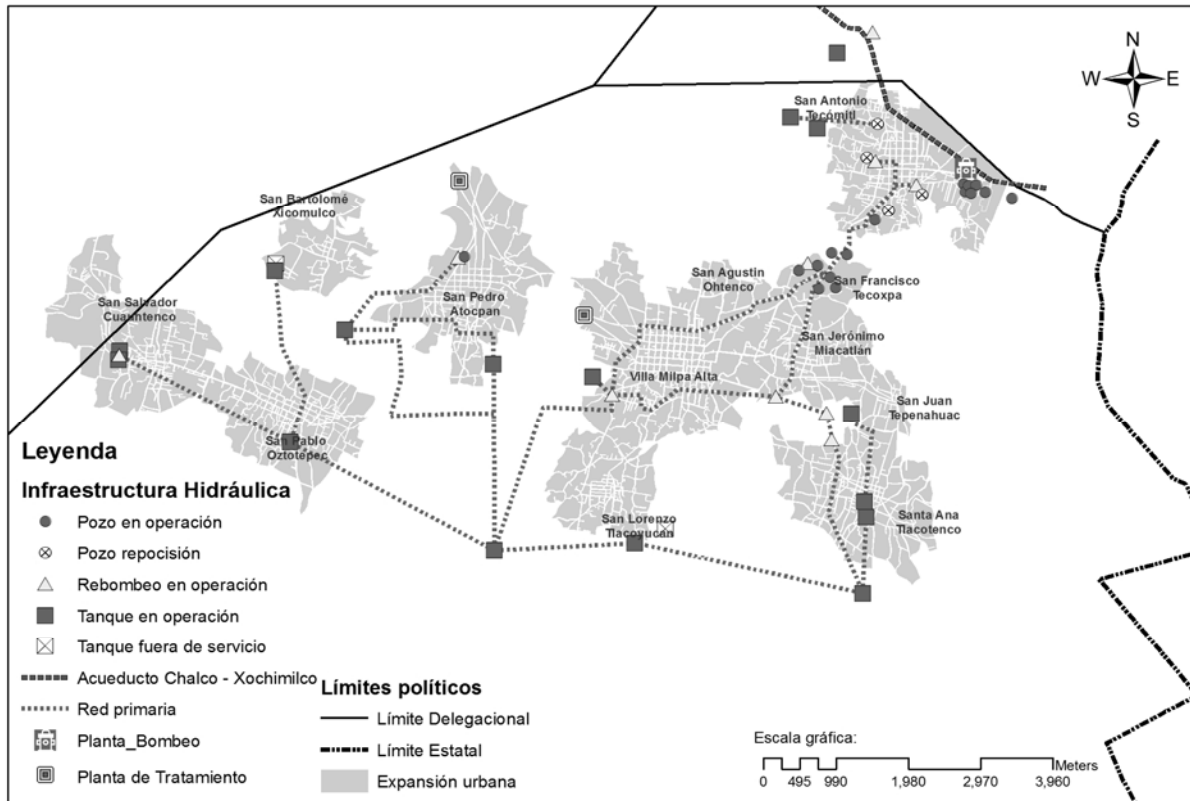 N
W E
S
San Antonio
Tecómitl
San Bartolomé
Xicomulco
San Salvador
Cuauhtenco
San Pedro
Atocpan
San Agustin
Ohtenco
San Francisco
Tecoxpa
San Jerónimo
Miacatlán
Villa Milpa Alta
San Juan
Tepenahuac
San Pablo
Oztotepec
San Lorenzo
Tlacoyucan
Santa Ana
Tlacotenco
Leyenda
Infraestructura Hidráulica
Pozo en operación
Pozo repocisión
Rebombeo en operación
Tanque en operación
Tanque fuera de servicio
Acueducto Chalco - Xochimilco
Red primaria
Planta_Bombeo
Planta de Tratamiento
Límites políticos
Límite Delegacional
Límite Estatal
Expansión urbana
Escala gráfica:
Meters
0 495 990 1,980 2,970 3,960